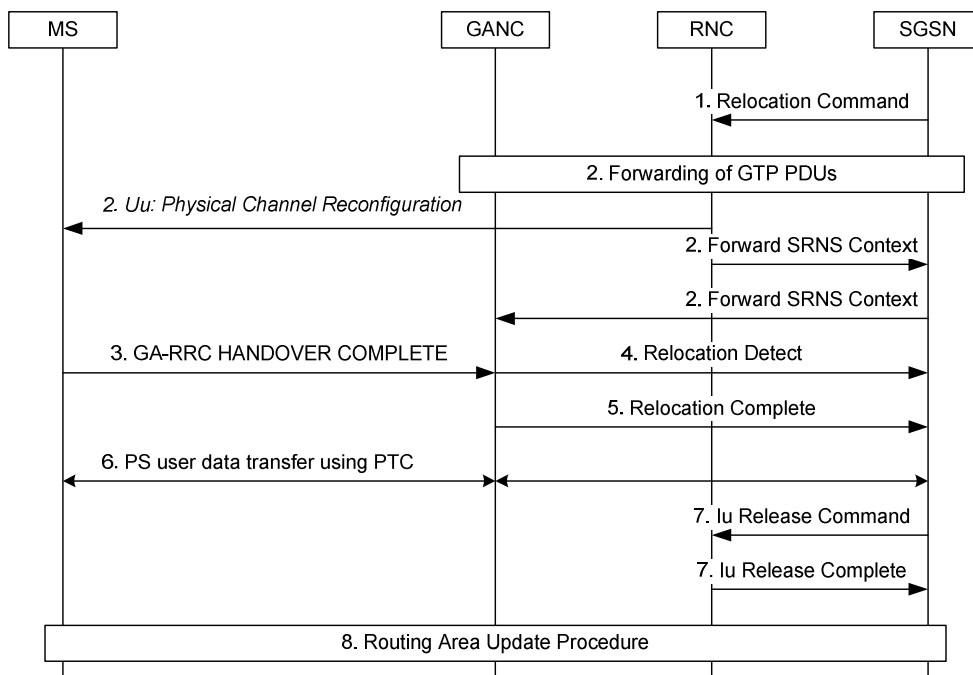 MS
GANC
RNC
SGSN
1. Relocation Command
2. Forwarding of GTP PDUs
2. Uu: Physical Channel Reconfiguration
2. Forward SRNS Context
2. Forward SRNS Context
3. GA-RRC HANDOVER COMPLETE
4. Relocation Detect
5. Relocation Complete
6. PS user data transfer using PTC
7. Iu Release Command
7. Iu Release Complete
8. Routing Area Update Procedure